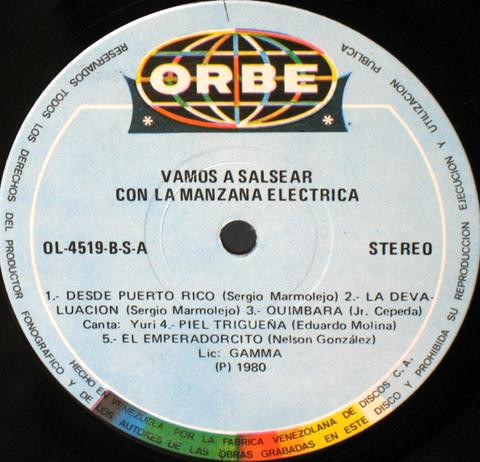 ORBE
* *
VAMOS A SALSEAR
CON LA MANZANA ELECTRICA
OL-4519-B-S-A
STEREO
1.- DESDE PUERTO RICO (Sergio Marmolejo) 2.- LA DEVA-
LUACION (Sergio Marmolejo) 3.- QUIMBARA (Jr. Cepeda)
Canta: Yuri 4.- PIEL TRIGUEÑA (Eduardo Molina)
5.- EL EMPERADORCITO (Nelson González)
Lic: GAMMA
(P) 1980
RESERVADOS TODOS LOS DERECHOS DEL PRODUCTOR FONOGRAFICO Y DE LOS AUTORES DE LAS OBRAS GRABADAS EN ESTE DISCO Y PROHIBIDA SU REPRODUCCION EJECUCION Y UTILIZACION PUBLICA
HECHO EN VENEZUELA POR LA FABRICA VENEZOLANA DE DISCOS C. A.